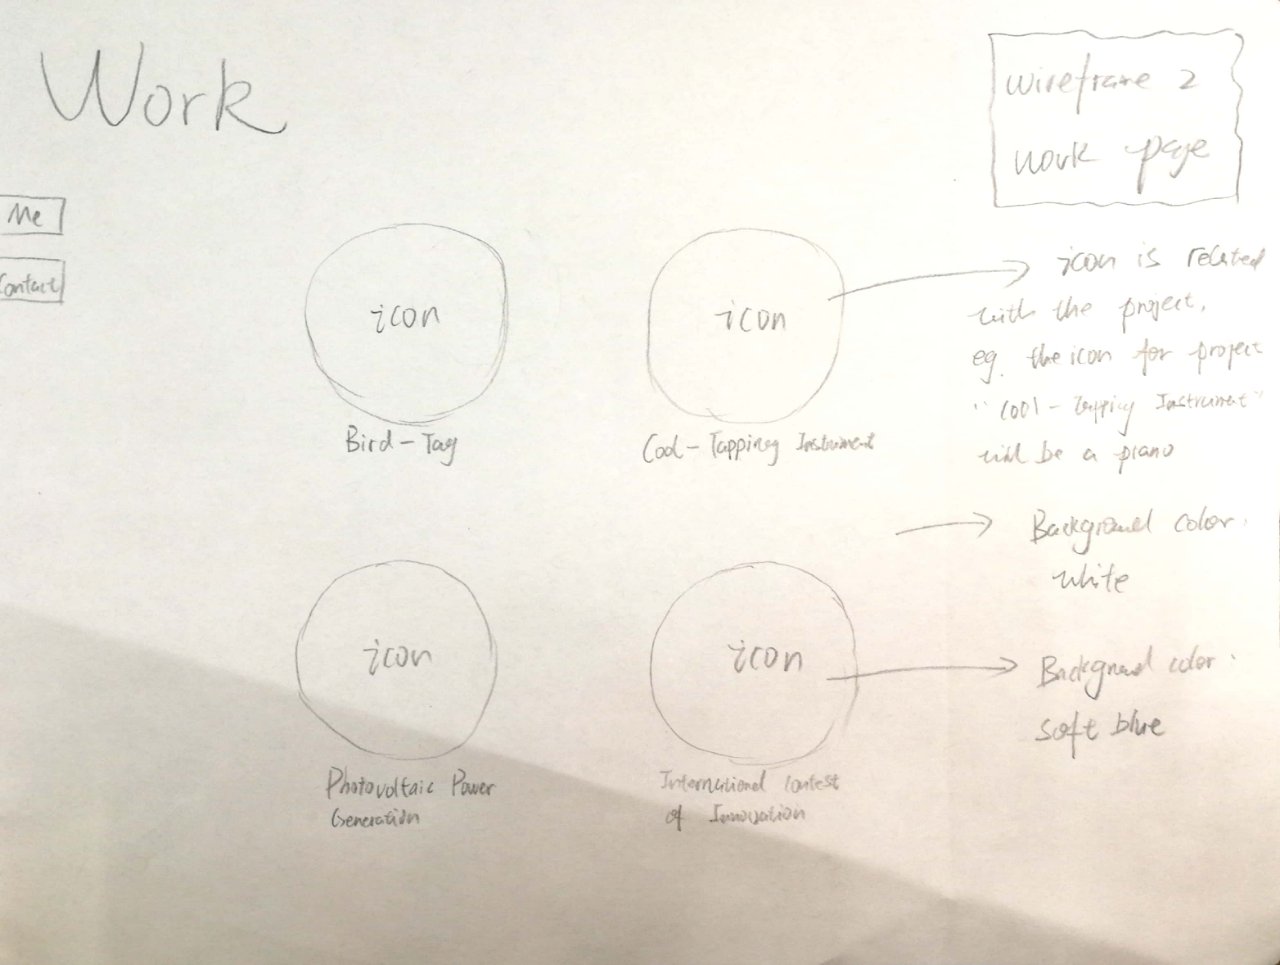 Work
wireframe 2
work page
Me
Contact
icon
icon
icon is related
with the project,
eg. the icon for project
"Cool-Tapping Instrument"
will be a piano
Bird-Tag
Cool-Tapping Instrument
Background color:
white
icon
icon
Background color:
soft blue
Photovoltaic Power
Generation
International Contest
of Innovation